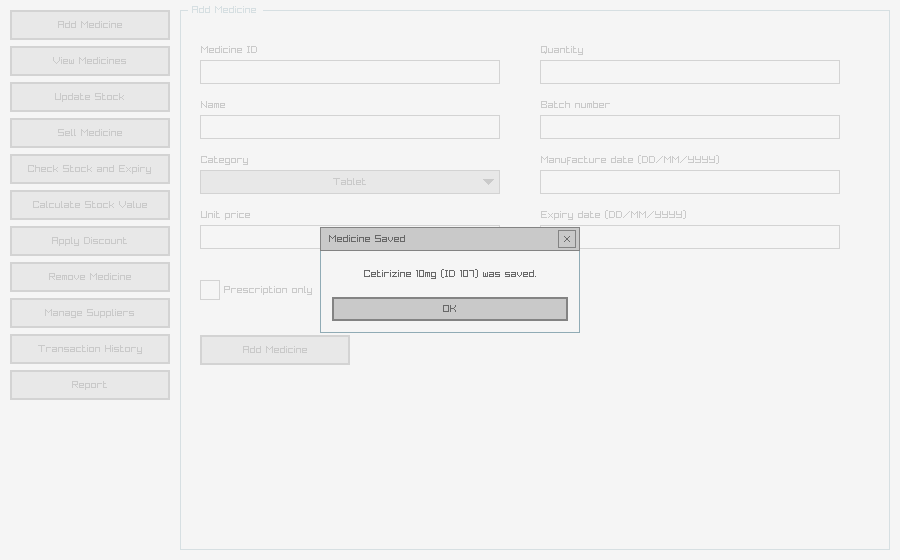 Add Medicine
View Medicines
Update Stock
Sell Medicine
Check Stock and Expiry
Calculate Stock Value
Apply Discount
Remove Medicine
Manage Suppliers
Transaction History
Report
Add Medicine
Medicine ID
Quantity
Name
Batch number
Category
Tablet
Manufacture date (DD/MM/YYYY)
Unit price
Expiry date (DD/MM/YYYY)
Medicine Saved
Cetirizine 10mg (ID 107) was saved.
OK
Prescription only
Add Medicine